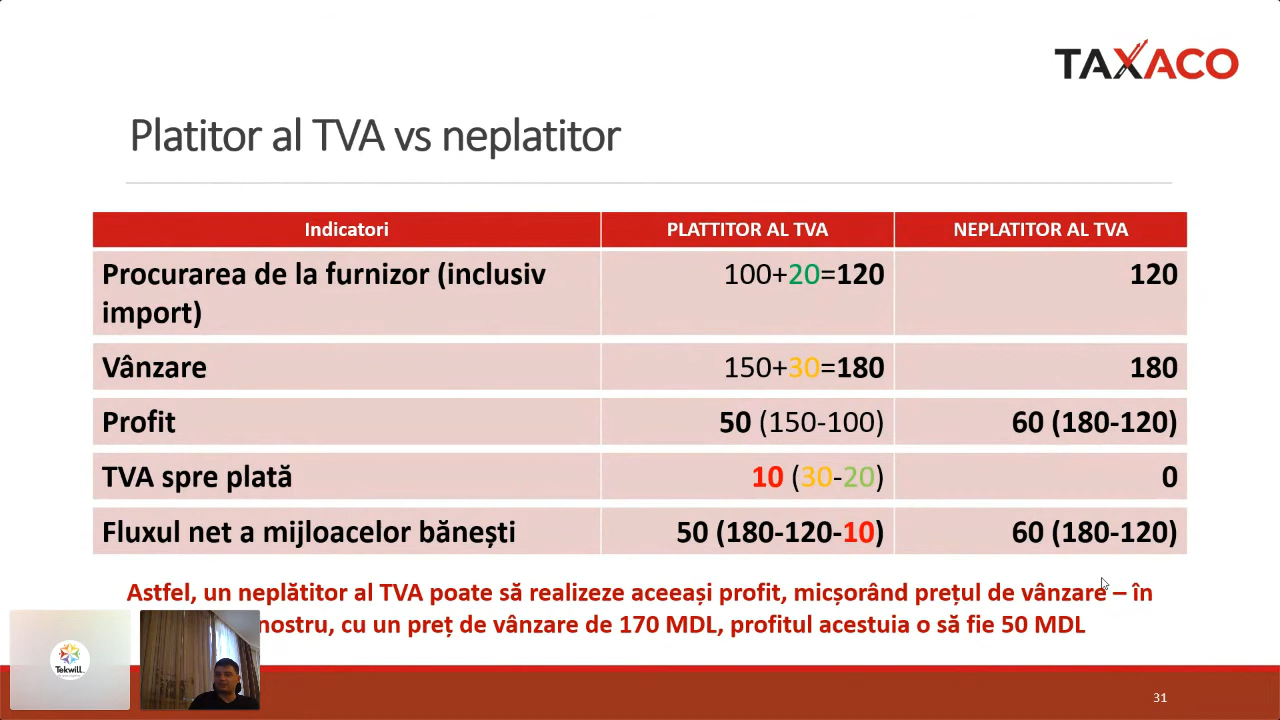 TAXACO
Platitor al TVA vs neplatitor
Indicatori PLATTITOR AL TVA NEPLATITOR AL TVA
Procurarea de la furnizor (inclusiv import) 100+20=120 120
Vânzare 150+30=180 180
Profit 50 (150-100) 60 (180-120)
TVA spre plată 10 (30-20) 0
Fluxul net a mijloacelor bănești 50 (180-120-10) 60 (180-120)
Astfel, un neplătitor al TVA poate să realizeze aceeași profit, micșorând prețul de vânzare – în
nostru, cu un preț de vânzare de 170 MDL, profitul acestuia o să fie 50 MDL
Tekwill
31